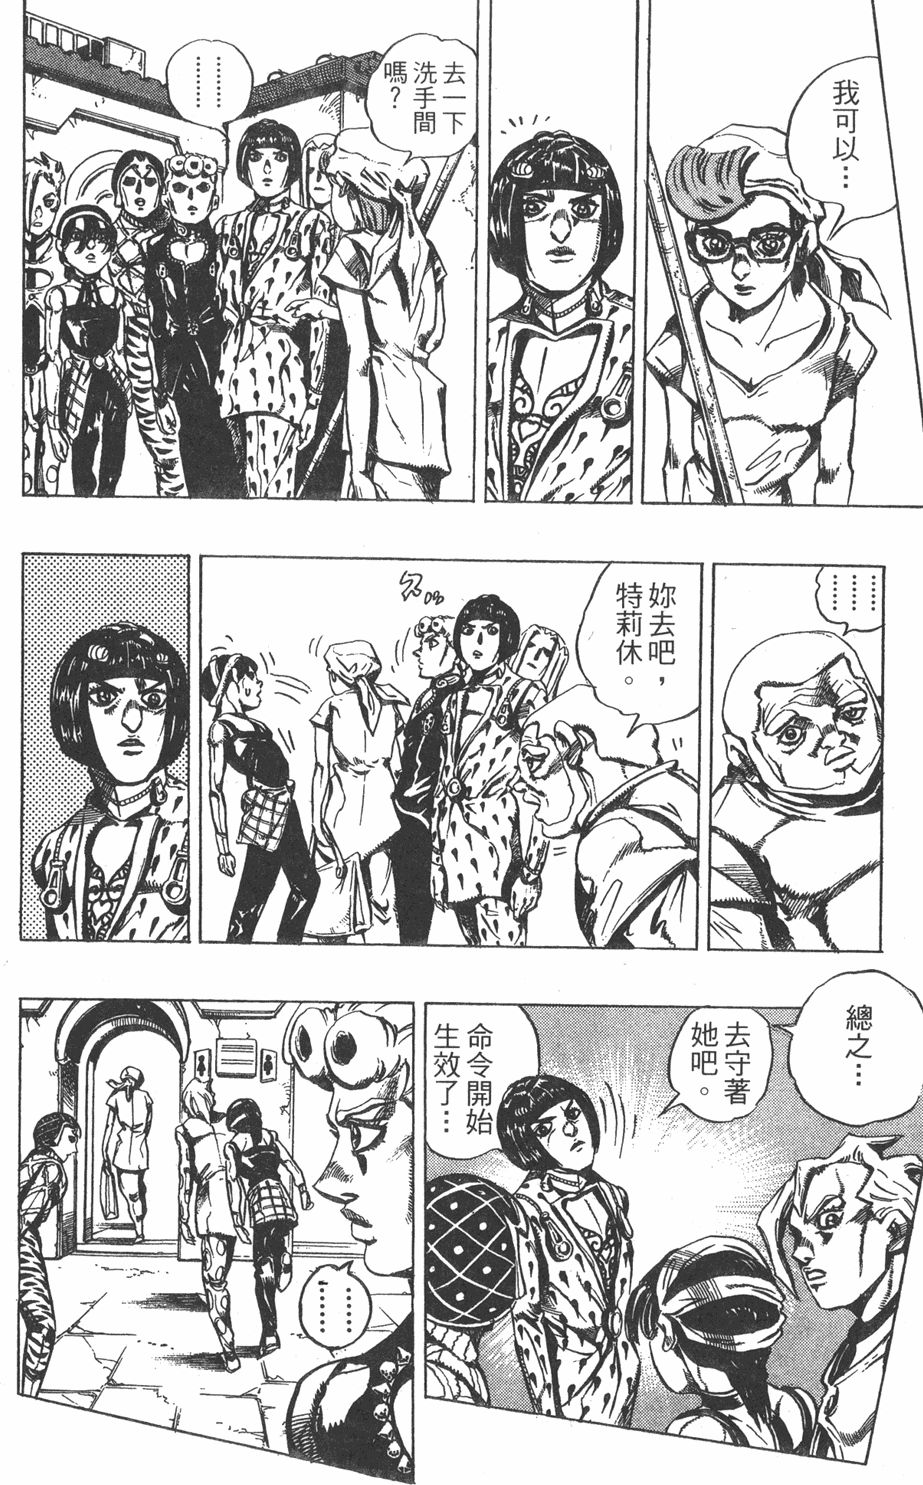 我可以…
去一下
洗手間
嗎？
………
………
妳去吧，
特莉休。
總之…
去守著
她吧。
命令開始
生效了…
………